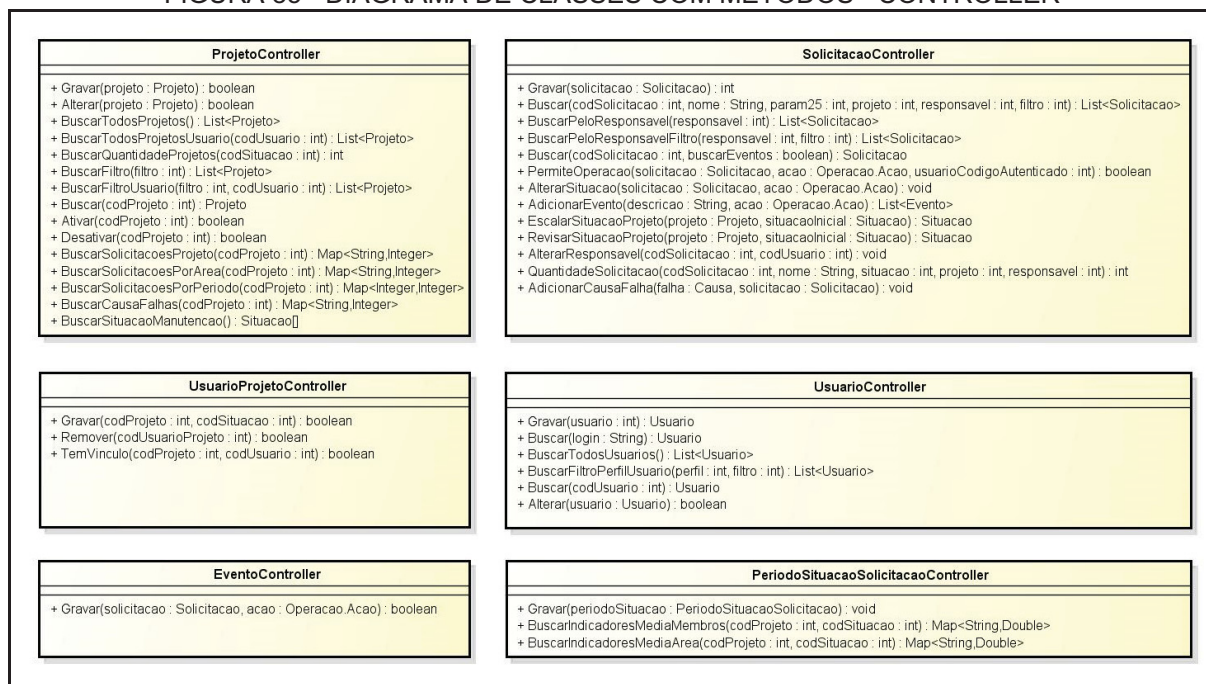 DIAGRAMA DE CLASSES COM MÉTODOS - CONTROLLER
ProjetoController
+ Gravar(projeto : Projeto) : boolean
+ Alterar(projeto : Projeto) : boolean
+ BuscarTodosProjetos() : List<Projeto>
+ BuscarTodosProjetosUsuario(codUsuario : int) : List<Projeto>
+ BuscarQuantidadeProjetos(codSituacao : int) : int
+ BuscarFiltro(filtro : int) : List<Projeto>
+ BuscarFiltroUsuario(filtro : int, codUsuario : int) : List<Projeto>
+ Buscar(codProjeto : int) : Projeto
+ Ativar(codProjeto : int) : boolean
+ Desativar(codProjeto : int) : boolean
+ BuscarSolicitacoesProjeto(codProjeto : int) : Map<String,Integer>
+ BuscarSolicitacoesPorArea(codProjeto : int) : Map<String,Integer>
+ BuscarSolicitacoesPorPeriodo(codProjeto : int) : Map<Integer,Integer>
+ BuscarCausaFalhas(codProjeto : int) : Map<String,Integer>
+ BuscarSituacaoManutencao() : Situacao[]
SolicitacaoController
+ Gravar(solicitacao : Solicitacao) : int
+ Buscar(codSolicitacao : int, nome : String, param25 : int, projeto : int, responsavel : int, filtro : int) : List<Solicitacao>
+ BuscarPeloResponsavel(responsavel : int) : List<Solicitacao>
+ BuscarPeloResponsavelFiltro(responsavel : int, filtro : int) : List<Solicitacao>
+ Buscar(codSolicitacao : int, buscarEventos : boolean) : Solicitacao
+ PermiteOperacao(solicitacao : Solicitacao, acao : Operacao.Acao, usuarioCodigoAutenticado : int) : boolean
+ AlterarSituacao(solicitacao : Solicitacao, acao : Operacao.Acao) : void
+ AdicionarEvento(descricao : String, acao : Operacao.Acao) : List<Evento>
+ EscalarSituacaoProjeto(projeto : Projeto, situacaoInicial : Situacao) : Situacao
+ RevisarSituacaoProjeto(projeto : Projeto, situacaoInicial : Situacao) : Situacao
+ AlterarResponsavel(codSolicitacao : int, codUsuario : int) : void
+ QuantidadeSolicitacao(codSolicitacao : int, nome : String, situacao : int, projeto : int, responsavel : int) : int
+ AdicionarCausaFalha(falha : Causa, solicitacao : Solicitacao) : void
UsuarioProjetoController
+ Gravar(codProjeto : int, codSituacao : int) : boolean
+ Remover(codUsuarioProjeto : int) : boolean
+ TemVinculo(codProjeto : int, codUsuario : int) : boolean
UsuarioController
+ Gravar(usuario : int) : Usuario
+ Buscar(login : String) : Usuario
+ BuscarTodosUsuarios() : List<Usuario>
+ BuscarFiltroPerfilUsuario(perfil : int, filtro : int) : List<Usuario>
+ Buscar(codUsuario : int) : Usuario
+ Alterar(usuario : Usuario) : boolean
EventoController
+ Gravar(solicitacao : Solicitacao, acao : Operacao.Acao) : boolean
PeriodoSituacaoSolicitacaoController
+ Gravar(periodoSituacao : PeriodoSituacaoSolicitacao) : void
+ BuscarIndicadoresMediaMembros(codProjeto : int, codSituacao : int) : Map<String,Double>
+ BuscarIndicadoresMediaArea(codProjeto : int, codSituacao : int) : Map<String,Double>